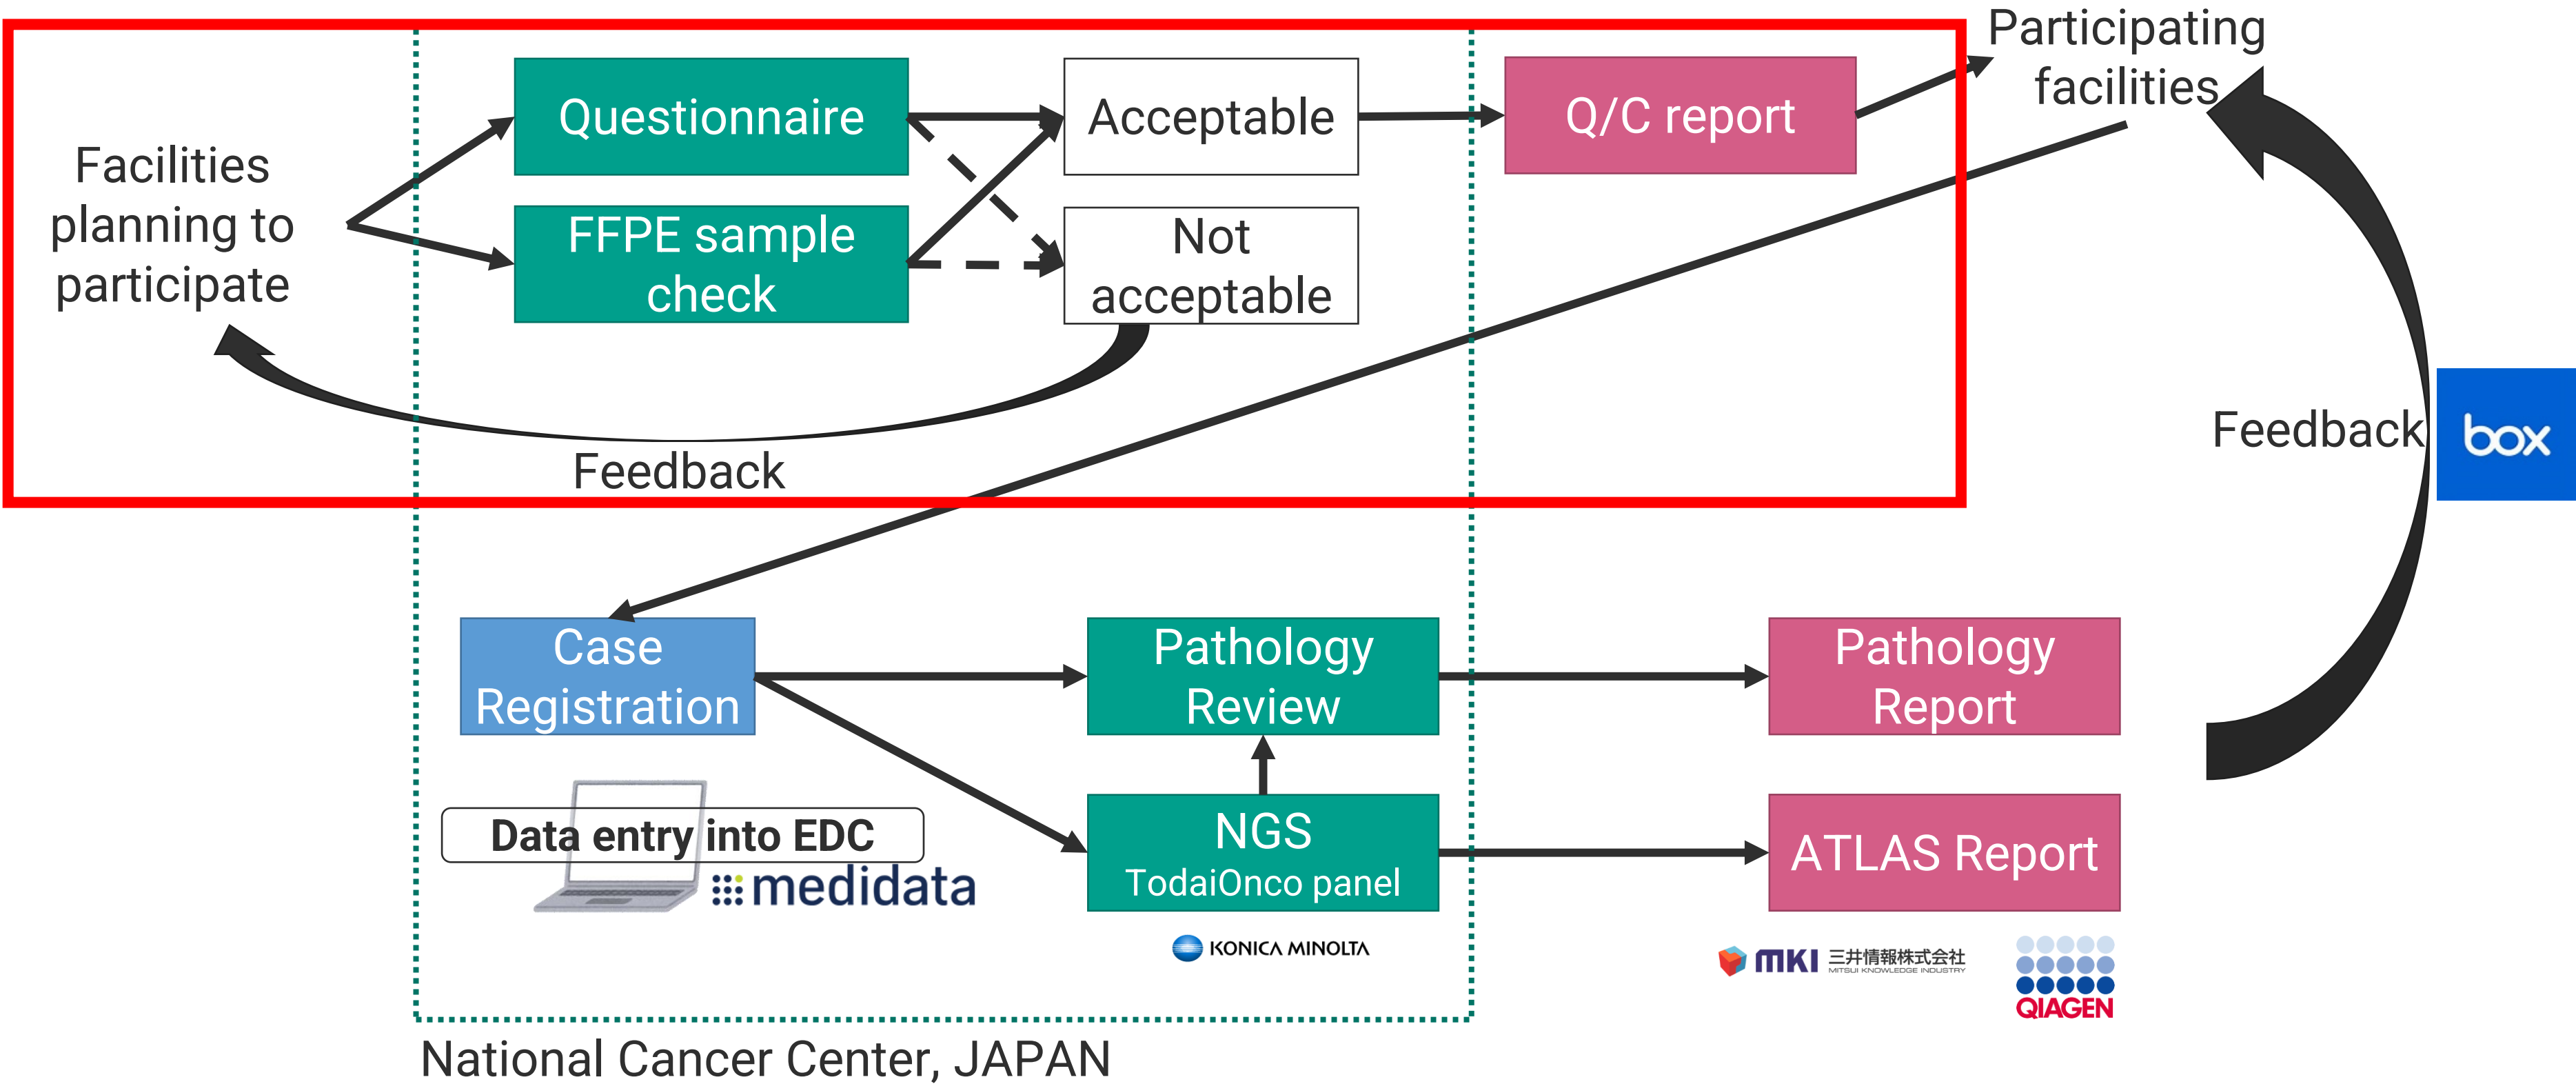 Participating
facilities
Facilities
planning to
participate
Questionnaire
FFPE sample
check
Acceptable
Not
acceptable
Q/C report
Feedback
Feedback
box
Case
Registration
Pathology
Review
Pathology
Report
Data entry into EDC
medidata
NGS
TodaiOnco panel
ATLAS Report
KONICA MINOLTA
MKI 三井情報株式会社
MITSUI KNOWLEDGE INDUSTRY
QIAGEN
National Cancer Center, JAPAN